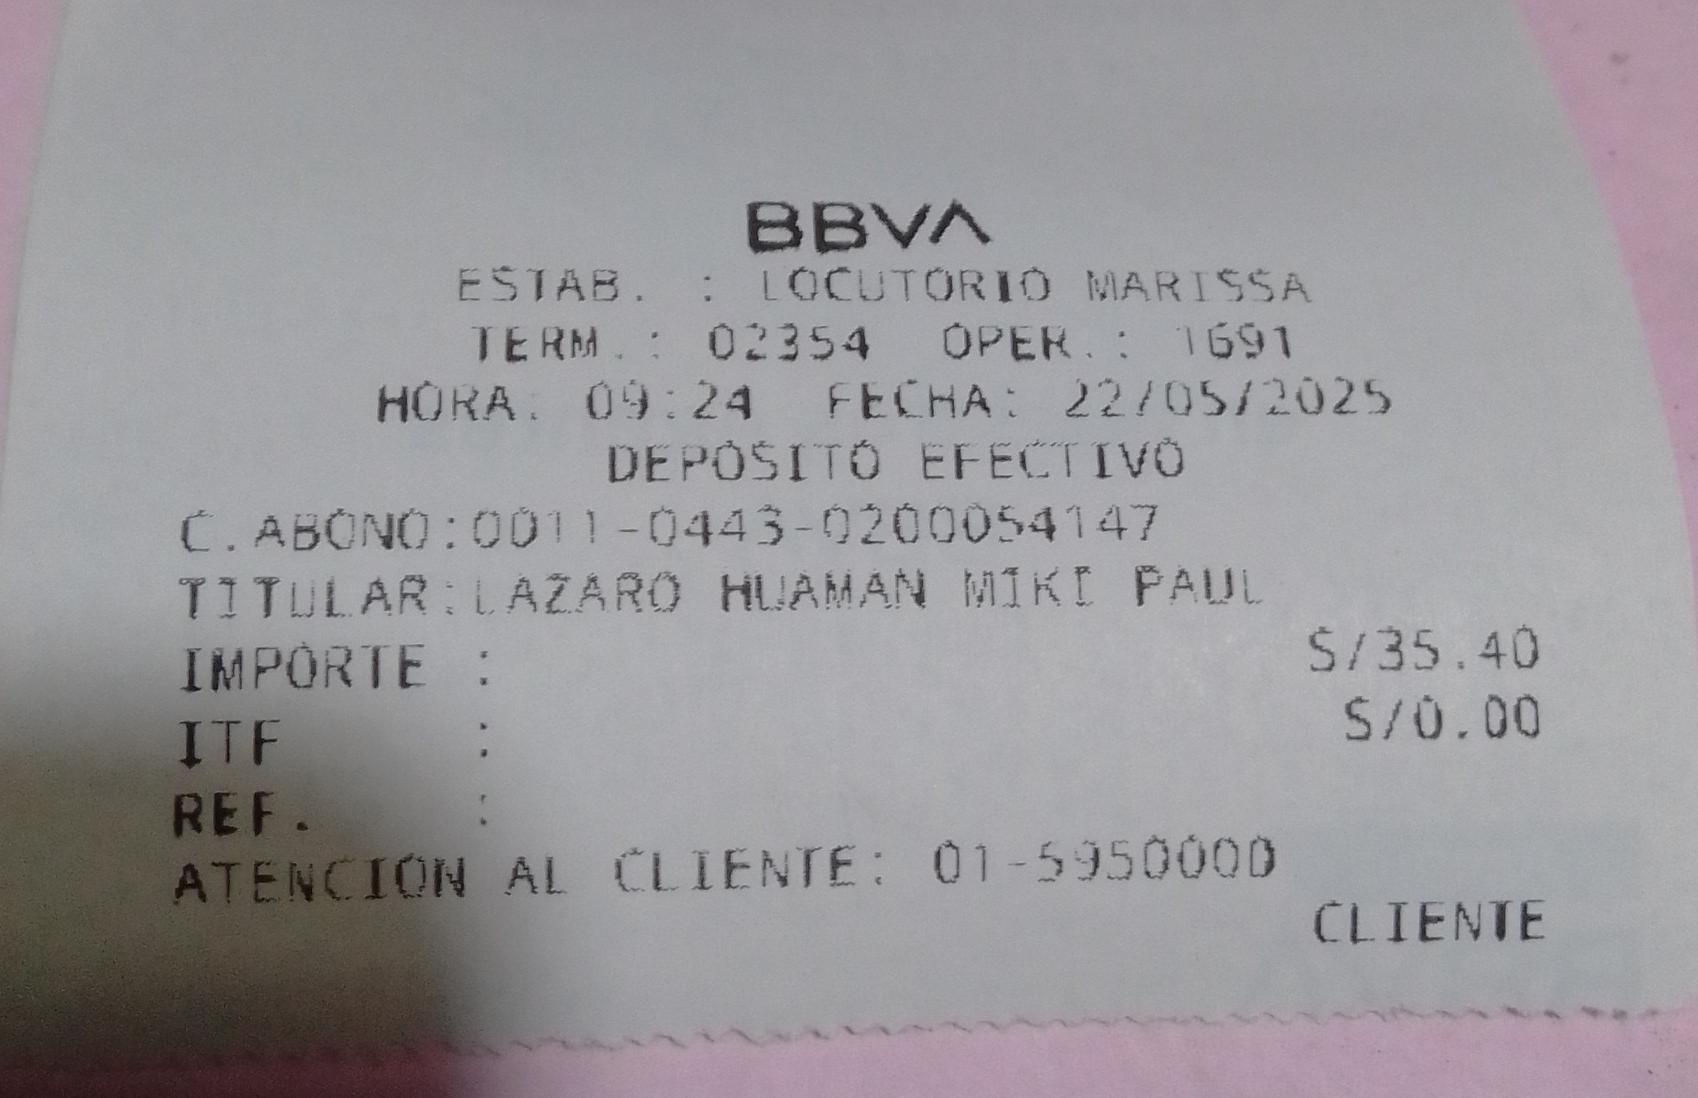 BBVA
ESTAB. : LOCUTORIO MARISSA
TERM.: 02354 OPER.: 1691
HORA: 09:24 FECHA: 22/05/2025
DEPOSITO EFECTIVO
C.ABONO:0011-0443-0200054147
TITULAR:LAZARO HUAMAN MIKI PAUL
IMPORTE : S/35.40
ITF : S/0.00
REF. :
ATENCION AL CLIENTE: 01-5950000
CLIENTE